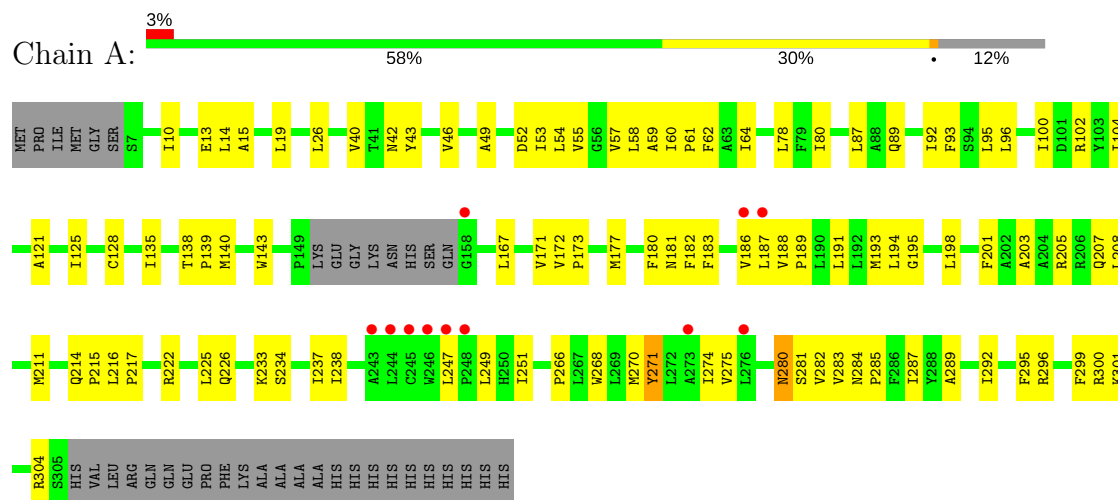 3%
Chain A:
58% 30% • 12%
MET PRO ILE MET GLY SER S7 I10 E13 L14 A15 L19 L26 V40 T41 N42 Y43 V46 A49 D52 I53 L54 V55 G56 V57 L58 A59 I60 P61 F62 A63 I64 L78 F79 I80 L87 A88 Q89 I92 F93 S94 L95 L96 I100 D101 R102 Y103 I104
A121 I125 C128 I135 T138 P139 M140 W143 P149 LYS GLU GLY LYS ASN HIS SER GLN G158 L167 V171 V172 P173 M177 F180 N181 F182 F183 V186 L187 V188 P189 L190 L191 L192 M193 L194 G195 L198 F201 A202 A203 A204 R205 R206 Q207 L208
M211 Q214 P215 L216 P217 R222 L225 Q226 K233 S234 I237 I238 A243 L244 C245 W246 L247 P248 L249 H250 I251 P266 L267 W268 L269 M270 Y271 L272 A273 I274 V275 L276 N280 S281 V282 V283 N284 P285 F286 I287 Y288 A289 I292 F295 R296 F299 R300 K301
R304 S305 HIS VAL LEU ARG GLN GLN GLU PRO PHE LYS ALA ALA ALA ALA HIS HIS HIS HIS HIS HIS HIS HIS HIS HIS